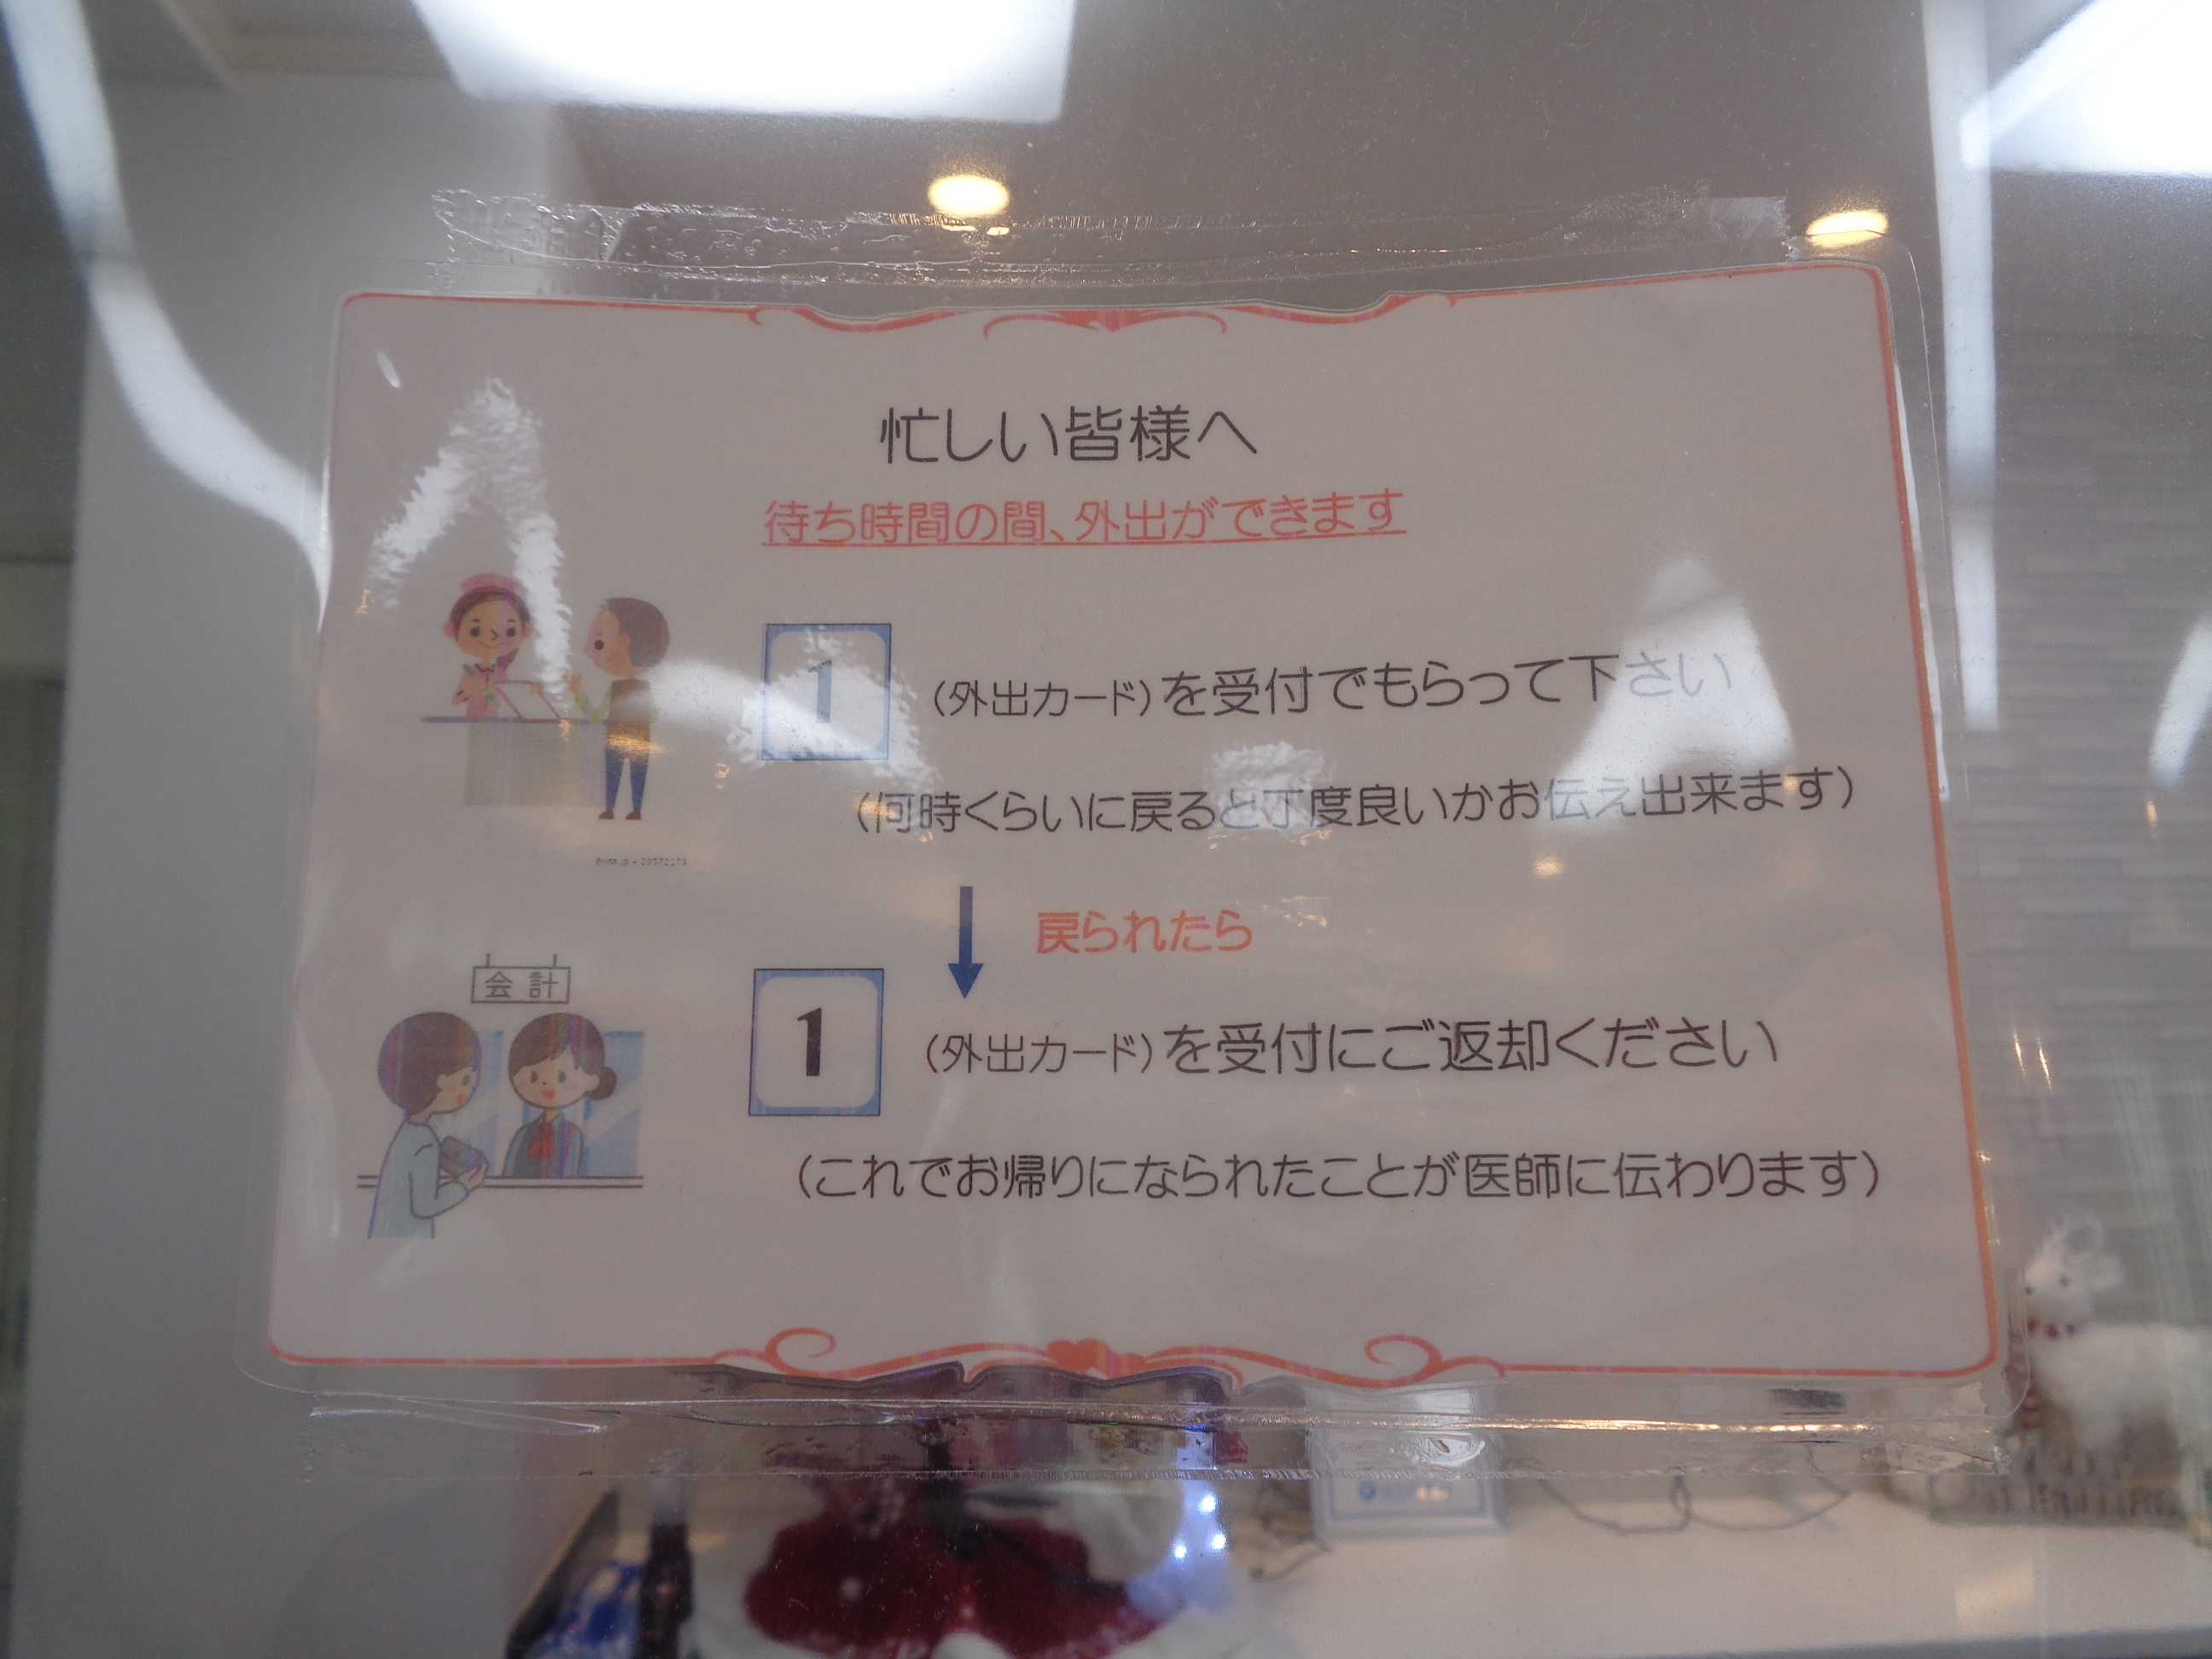 忙しい皆様へ
待ち時間の間、外出ができます
1 (外出カード)を受付でもらって下さい
(何時くらいに戻ると丁度良いかお伝え出来ます)
戻られたら
会計
1 (外出カード)を受付にご返却ください
(これでお帰りになられたことが医師に伝わります)